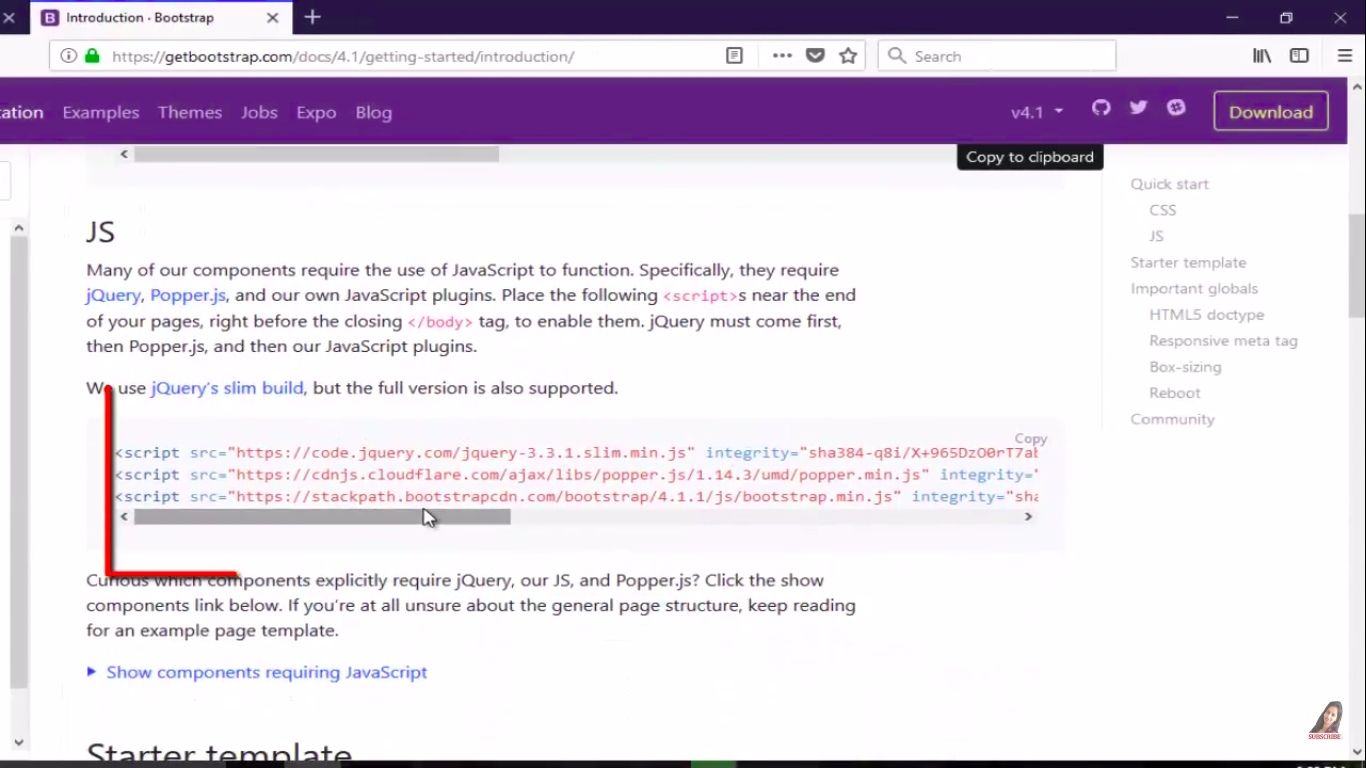 Introduction · Bootstrap
https://getbootstrap.com/docs/4.1/getting-started/introduction/
Search
tation Examples Themes Jobs Expo Blog
v4.1
Download
Copy to clipboard
JS
Many of our components require the use of JavaScript to function. Specifically, they require
jQuery, Popper.js, and our own JavaScript plugins. Place the following <script>s near the end
of your pages, right before the closing </body> tag, to enable them. jQuery must come first,
then Popper.js, and then our JavaScript plugins.
We use jQuery's slim build, but the full version is also supported.
Copy
<script src="https://code.jquery.com/jquery-3.3.1.slim.min.js" integrity="sha384-q8i/X+965DzO0rT7ab
<script src="https://cdnjs.cloudflare.com/ajax/libs/popper.js/1.14.3/umd/popper.min.js" integrity="
<script src="https://stackpath.bootstrapcdn.com/bootstrap/4.1.1/js/bootstrap.min.js" integrity="sha
Curious which components explicitly require jQuery, our JS, and Popper.js? Click the show
components link below. If you're at all unsure about the general page structure, keep reading
for an example page template.
Show components requiring JavaScript
Starter template
Quick start
CSS
JS
Starter template
Important globals
HTML5 doctype
Responsive meta tag
Box-sizing
Reboot
Community
SUBSCRIBE